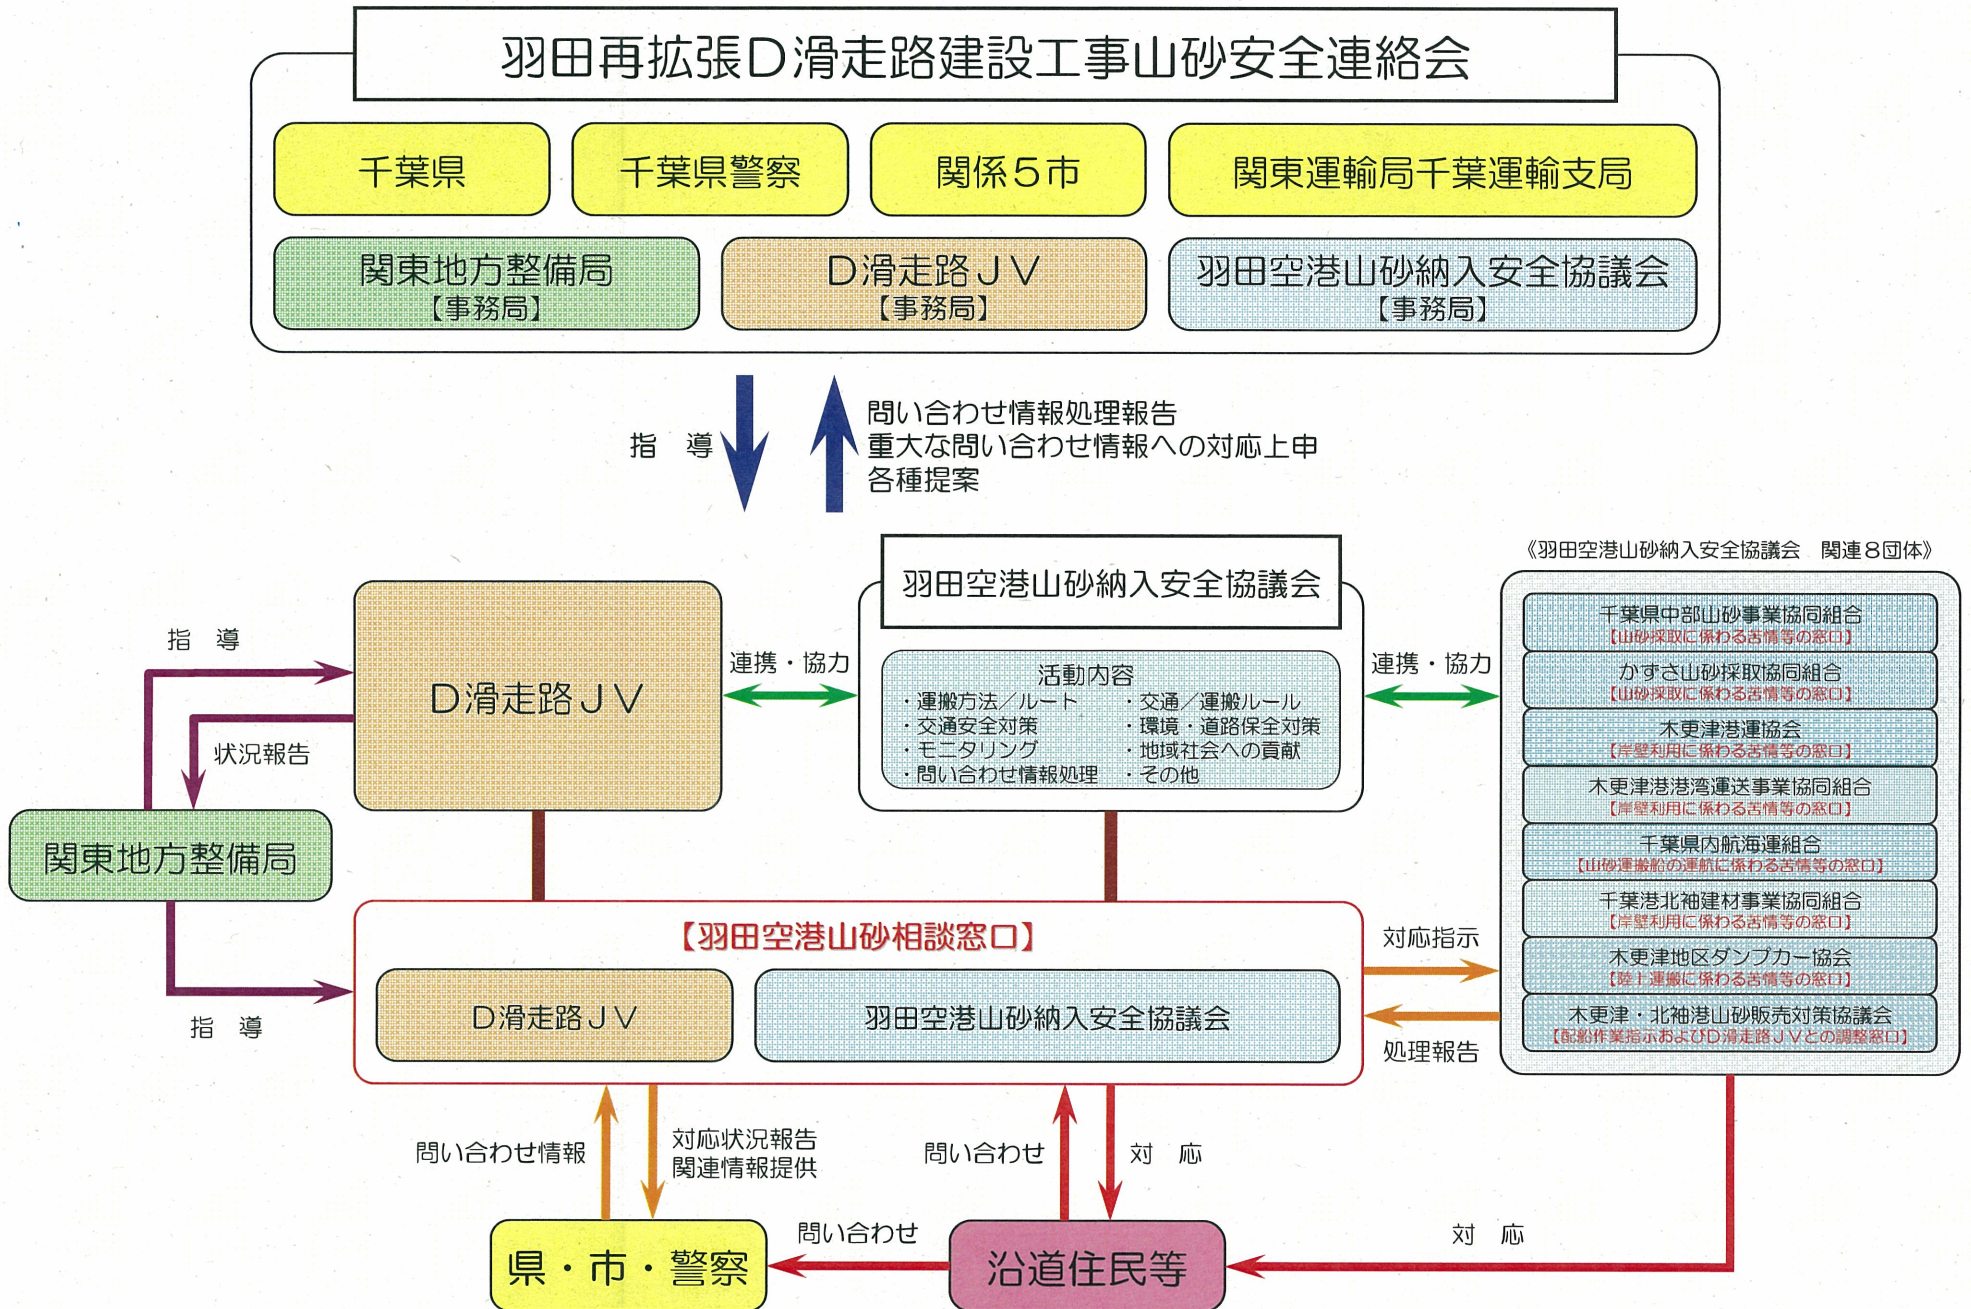 羽田再拡張D滑走路建設工事山砂安全連絡会
千葉県
千葉県警察
関係5市
関東運輸局千葉運輸支局
関東地方整備局
【事務局】
D滑走路JV
【事務局】
羽田空港山砂納入安全協議会
【事務局】
指 導
問い合わせ情報処理報告
重大な問い合わせ情報への対応上申
各種提案
《羽田空港山砂納入安全協議会 関連8団体》
千葉県中部山砂事業協同組合
【山砂採取に係わる苦情等の窓口】
かずさ山砂採取協同組合
【山砂採取に係わる苦情等の窓口】
木更津港運協会
【岸壁利用に係わる苦情等の窓口】
木更津港港湾運送事業協同組合
【岸壁利用に係わる苦情等の窓口】
千葉県内航海運組合
【山砂運搬船の運航に係わる苦情等の窓口】
千葉港北袖建材事業協同組合
【岸壁利用に係わる苦情等の窓口】
木更津地区ダンプカー協会
【陸上運搬に係わる苦情等の窓口】
木更津・北袖港山砂販売対策協議会
【配船作業指示およびD滑走路JVとの調整窓口】
羽田空港山砂納入安全協議会
活動内容
・運搬方法/ルート
・交通安全対策
・モニタリング
・問い合わせ情報処理
・交通/運搬ルール
・環境・道路保全対策
・地域社会への貢献
・その他
連携・協力
連携・協力
D滑走路JV
指 導
状況報告
関東地方整備局
指 導
【羽田空港山砂相談窓口】
D滑走路JV
羽田空港山砂納入安全協議会
対応指示
処理報告
問い合わせ情報
対応状況報告
関連情報提供
問い合わせ
対 応
県・市・警察
問い合わせ
沿道住民等
対 応